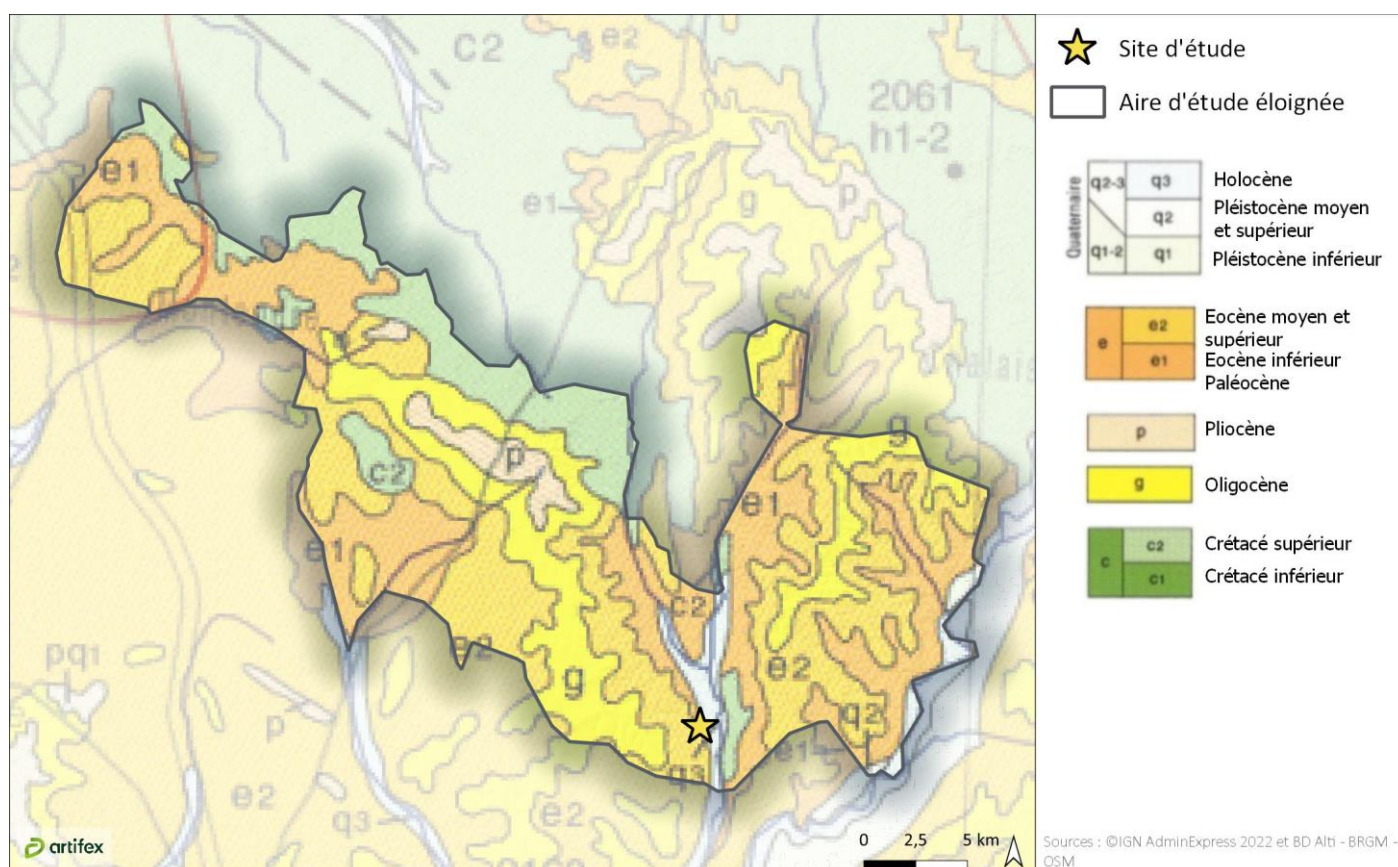 Site d'étude
Aire d'étude éloignée
Quaternaire
q2-3
q3
Holocène
q2
Pléistocène moyen
et supérieur
q1-2
q1
Pléistocène inférieur
e
e2
Eocène moyen et
supérieur
e1
Eocène inférieur
Paléocène
p
Pliocène
g
Oligocène
c
c2
Crétacé supérieur
c1
Crétacé inférieur
c2
e2
2061
h1-2
e1
e1
g
p
g
c2
p
e1
e1
c2
pq1
e2
g
e2
q2
p
q3
e1
e2
q3
e2
artifex
0 2,5 5 km
Sources : ©IGN AdminExpress 2022 et BD Alti - BRGM -
OSM